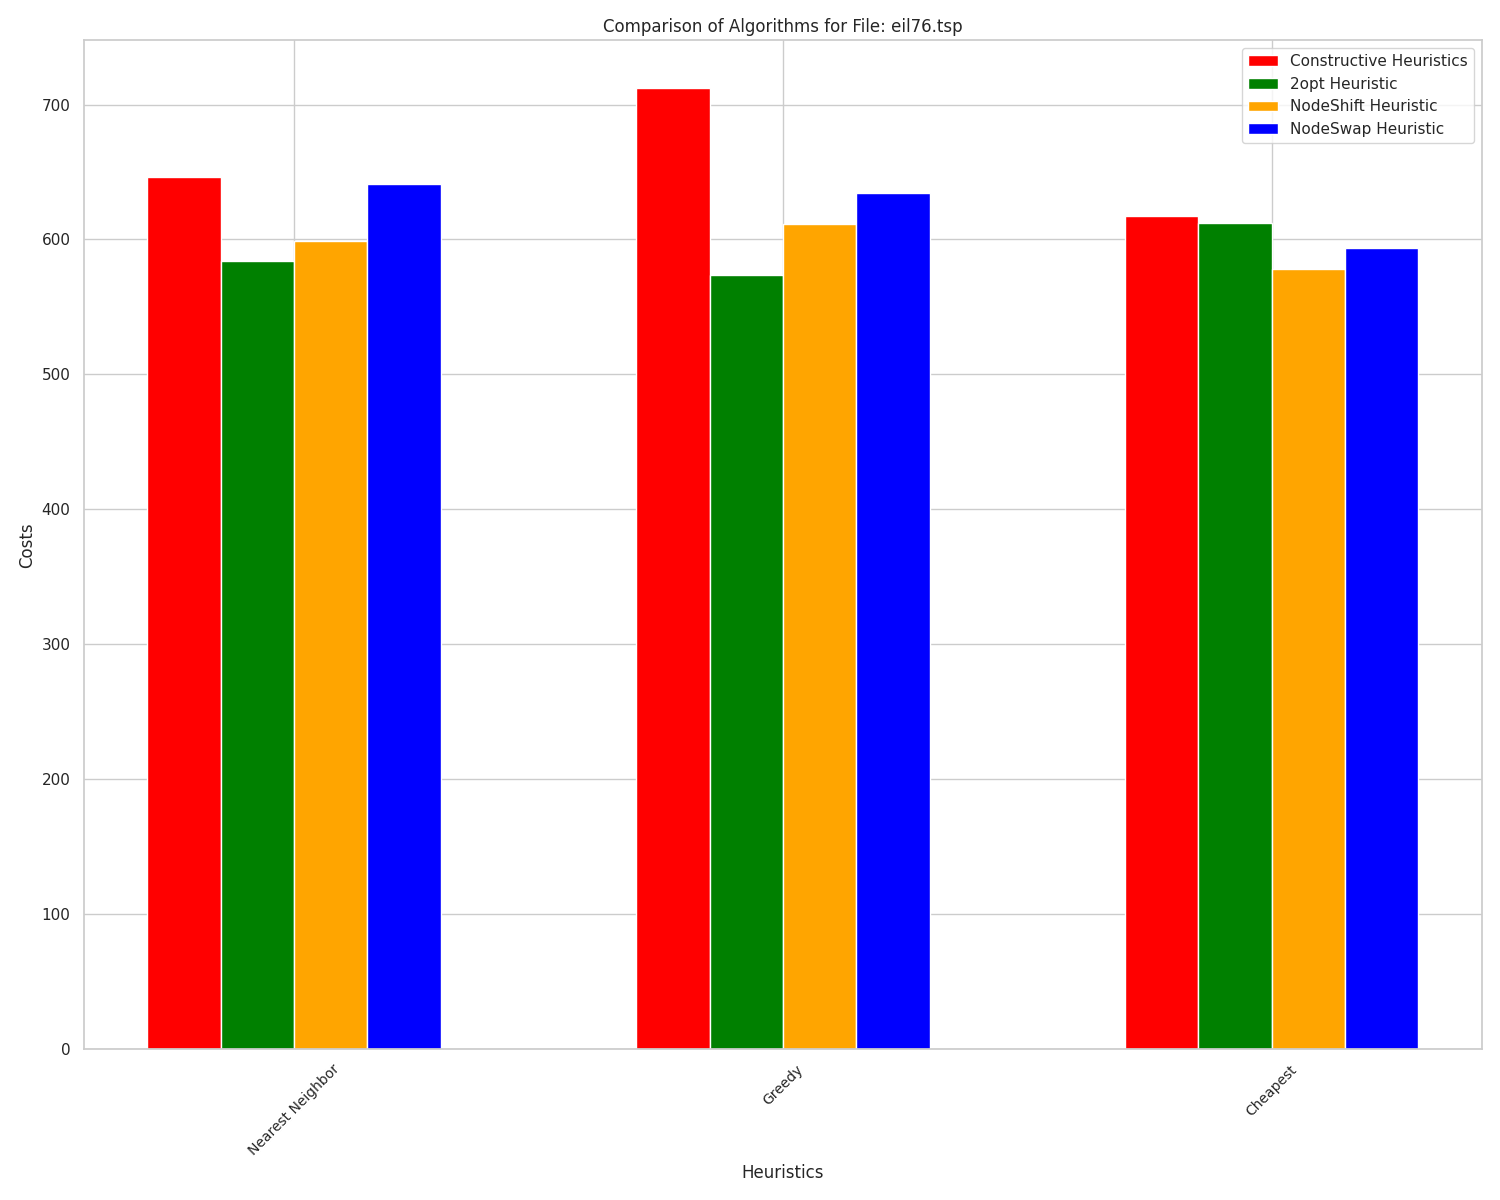 Comparison of Algorithms for File: eil76.tsp
Constructive Heuristics
2opt Heuristic
NodeShift Heuristic
NodeSwap Heuristic
Costs
700
600
500
400
300
200
100
0
Nearest Neighbor
Greedy
Cheapest
Heuristics